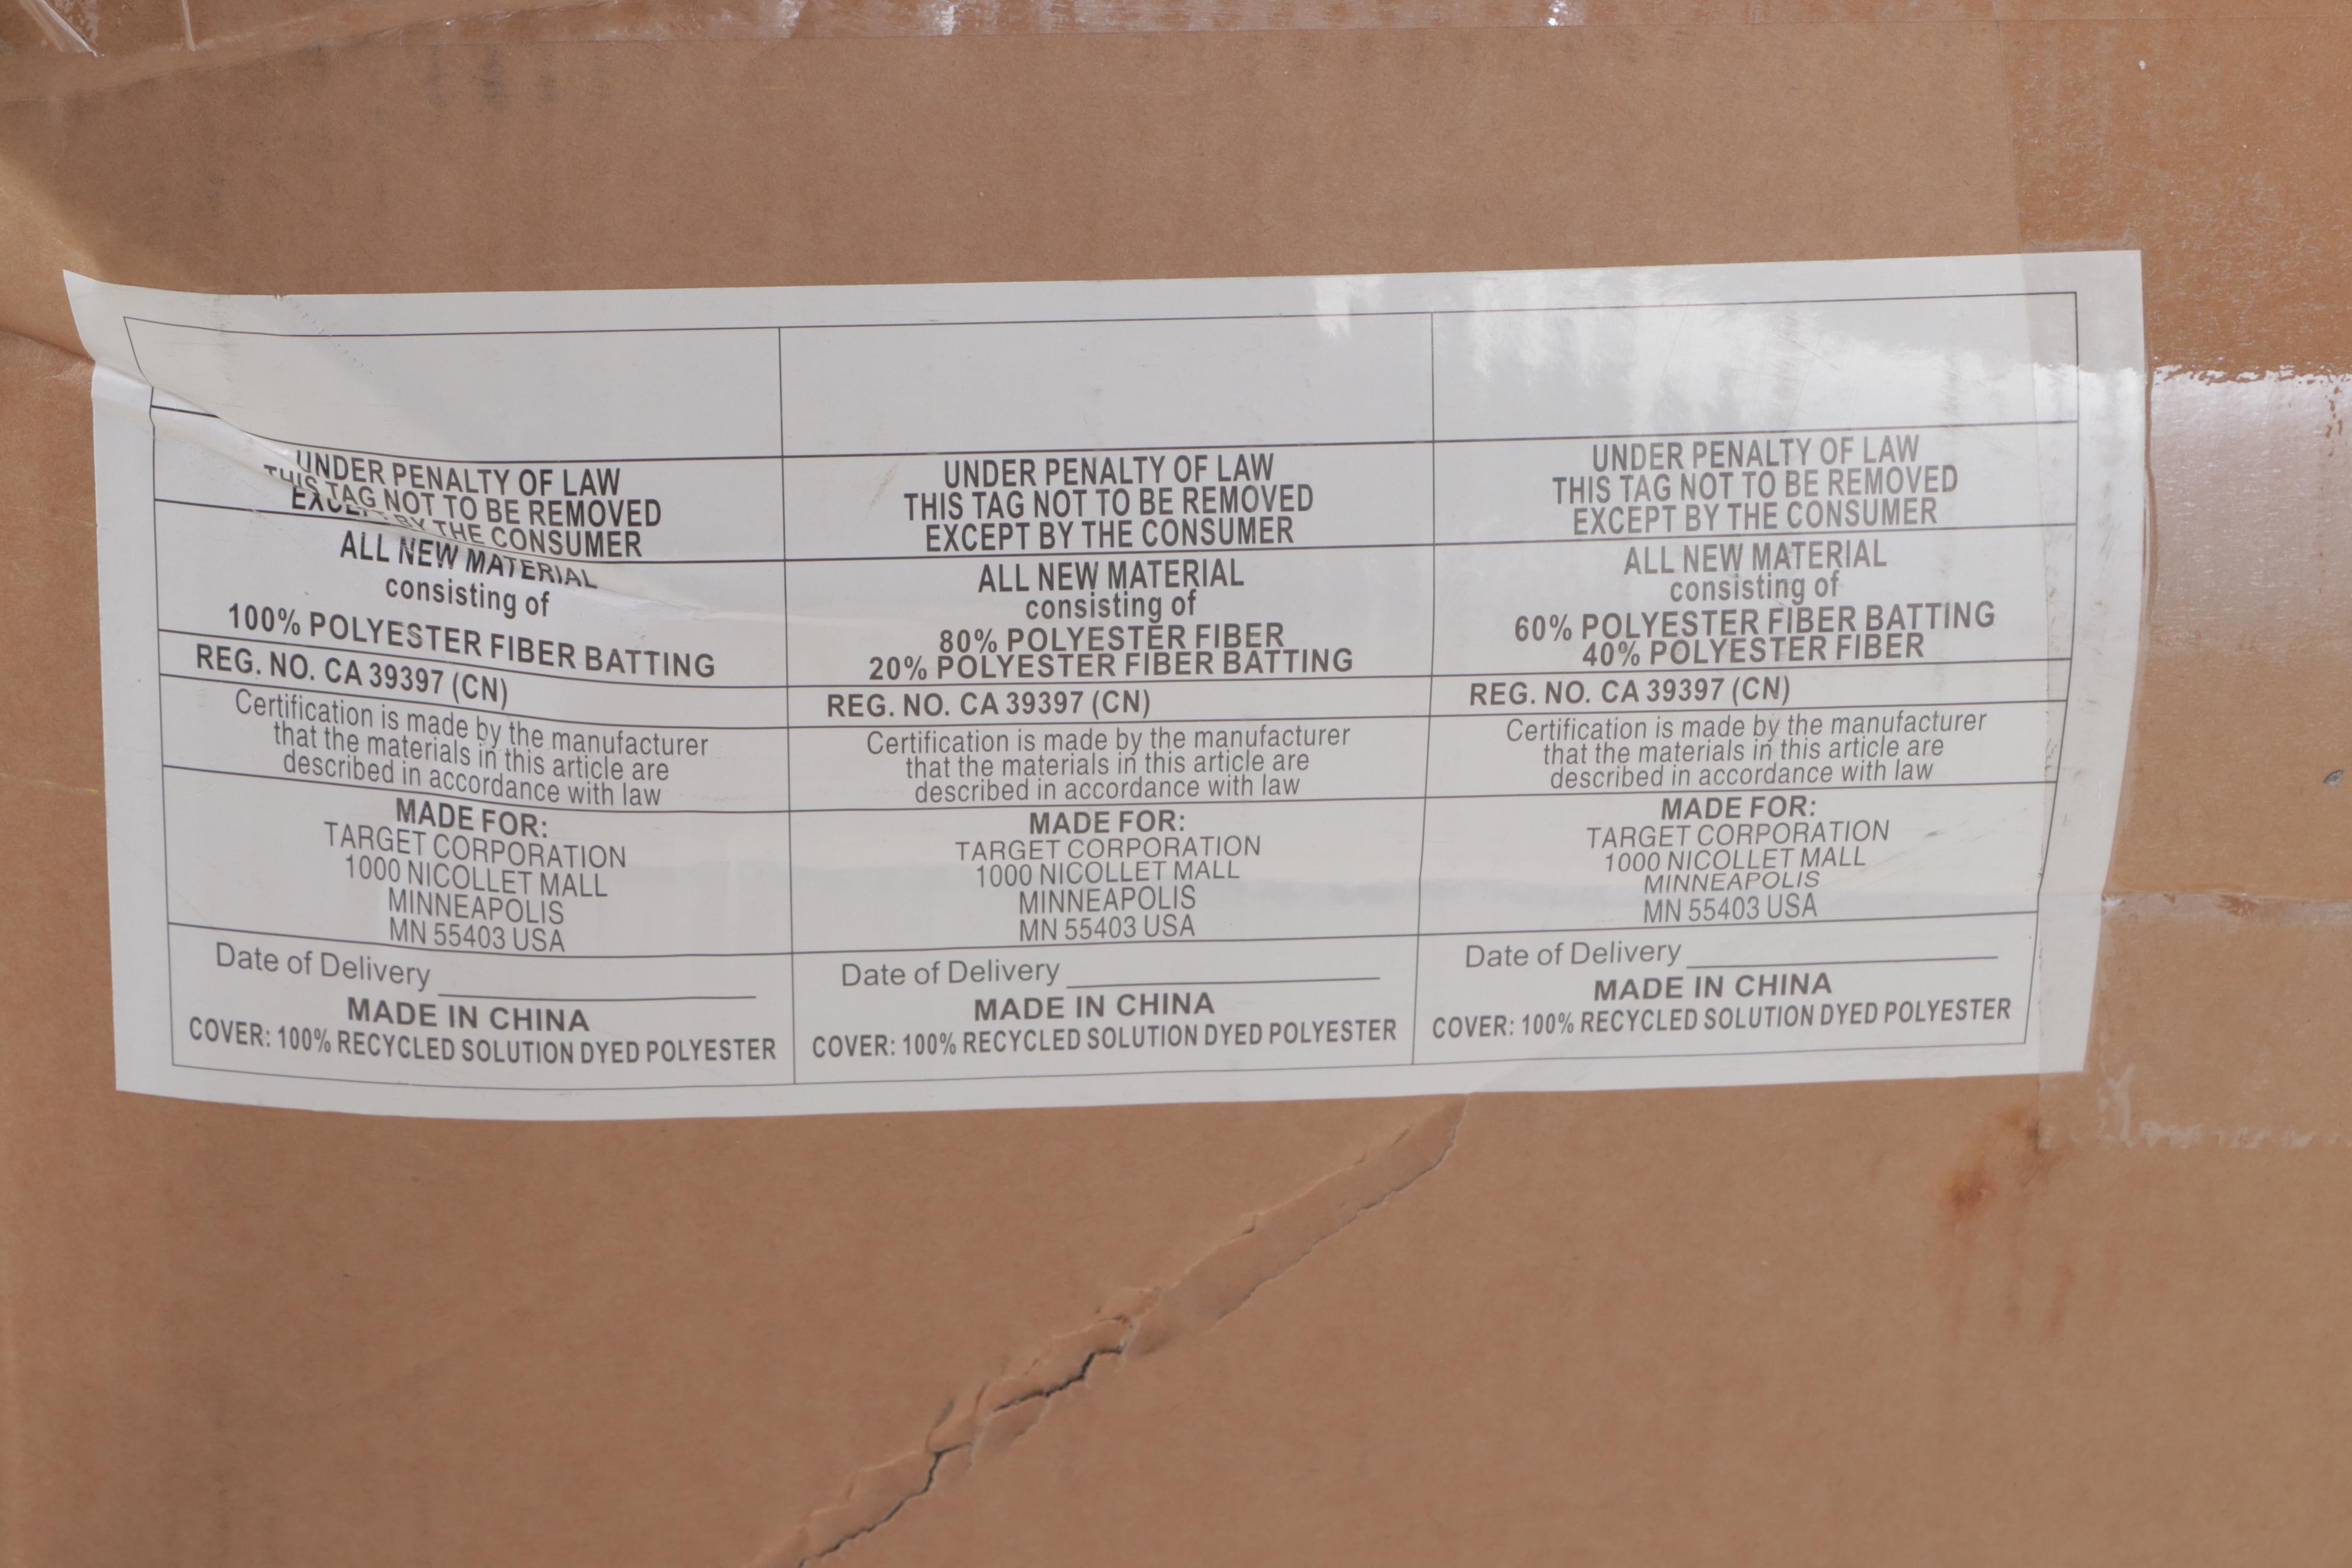 UNDER PENALTY OF LAW
THIS TAG NOT TO BE REMOVED
EXCEPT BY THE CONSUMER
ALL NEW MATERIAL
consisting of
100% POLYESTER FIBER BATTING
REG. NO. CA 39397 (CN)
Certification is made by the manufacturer
that the materials in this article are
described in accordance with law
MADE FOR:
TARGET CORPORATION
1000 NICOLLET MALL
MINNEAPOLIS
MN 55403 USA
Date of Delivery
MADE IN CHINA
COVER: 100% RECYCLED SOLUTION DYED POLYESTER
UNDER PENALTY OF LAW
THIS TAG NOT TO BE REMOVED
EXCEPT BY THE CONSUMER
ALL NEW MATERIAL
consisting of
80% POLYESTER FIBER
20% POLYESTER FIBER BATTING
REG. NO. CA 39397 (CN)
Certification is made by the manufacturer
that the materials in this article are
described in accordance with law
MADE FOR:
TARGET CORPORATION
1000 NICOLLET MALL
MINNEAPOLIS
MN 55403 USA
Date of Delivery
MADE IN CHINA
COVER: 100% RECYCLED SOLUTION DYED POLYESTER
UNDER PENALTY OF LAW
THIS TAG NOT TO BE REMOVED
EXCEPT BY THE CONSUMER
ALL NEW MATERIAL
consisting of
60% POLYESTER FIBER BATTING
40% POLYESTER FIBER
REG. NO. CA 39397 (CN)
Certification is made by the manufacturer
that the materials in this article are
described in accordance with law
MADE FOR:
TARGET CORPORATION
1000 NICOLLET MALL
MINNEAPOLIS
MN 55403 USA
Date of Delivery
MADE IN CHINA
COVER: 100% RECYCLED SOLUTION DYED POLYESTER